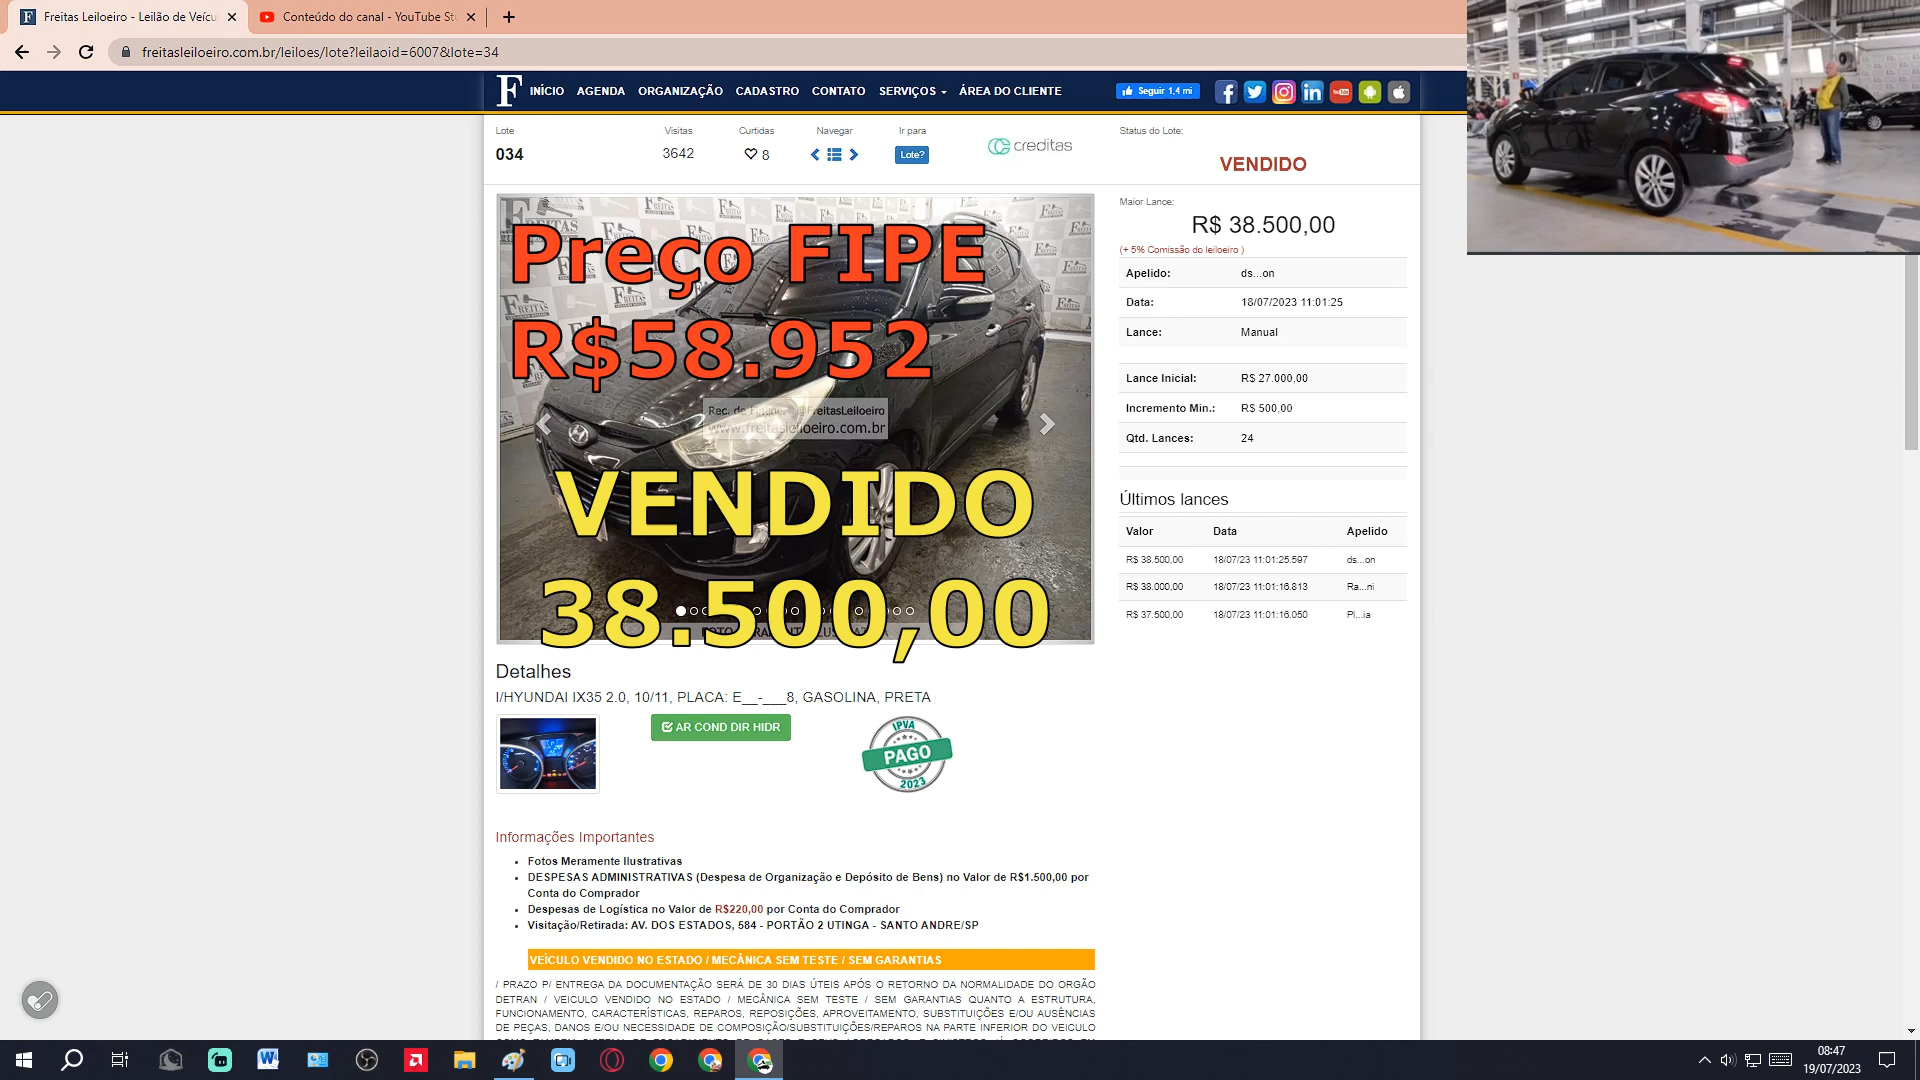 Freitas Leiloeiro - Leilão de Veícu
Conteúdo do canal - YouTube St
freitasleiloeiro.com.br/leiloes/lote?leilaoid=6007&lote=34
F INÍCIO AGENDA ORGANIZAÇÃO CADASTRO CONTATO SERVIÇOS ÁREA DO CLIENTE
Seguir 1,4 mi
Lote Visitas Curtidas Navegar Ir para
034 3642 8 Lote?
creditas
Status do Lote:
VENDIDO
Preço FIPE
R$58.952
Rec. de Financ. @FreitasLeiloeiro
www.freitasleiloeiro.com.br
VENDIDO
38.500,00
Maior Lance:
R$ 38.500,00
(+ 5% Comissão do leiloeiro )
Apelido: ds...on
Data: 18/07/2023 11:01:25
Lance: Manual
Lance Inicial: R$ 27.000,00
Incremento Min.: R$ 500,00
Qtd. Lances: 24
Últimos lances
Valor Data Apelido
R$ 38.500,00 18/07/23 11:01:25.597 ds...on
R$ 38.000,00 18/07/23 11:01:16.813 Ra...ni
R$ 37.500,00 18/07/23 11:01:16.050 Pl...ia
Detalhes
I/HYUNDAI IX35 2.0, 10/11, PLACA: E__-___8, GASOLINA, PRETA
AR COND DIR HIDR
IPVA
PAGO
2023
Informações Importantes
• Fotos Meramente Ilustrativas
• DESPESAS ADMINISTRATIVAS (Despesa de Organização e Depósito de Bens) no Valor de R$1.500,00 por
Conta do Comprador
• Despesas de Logística no Valor de R$220,00 por Conta do Comprador
• Visitação/Retirada: AV. DOS ESTADOS, 584 - PORTÃO 2 UTINGA - SANTO ANDRE/SP
VEÍCULO VENDIDO NO ESTADO / MECÂNICA SEM TESTE / SEM GARANTIAS
/ PRAZO P/ ENTREGA DA DOCUMENTAÇÃO SERÁ DE 30 DIAS ÚTEIS APÓS O RETORNO DA NORMALIDADE DO ORGÃO
DETRAN / VEICULO VENDIDO NO ESTADO / MECÂNICA SEM TESTE / SEM GARANTIAS QUANTO A ESTRUTURA,
FUNCIONAMENTO, CARACTERÍSTICAS, REPAROS, REPOSIÇÕES, APROVEITAMENTO, SUBSTITUIÇÕES E/OU AUSÊNCIAS
DE PEÇAS, DANOS E/OU NECESSIDADE DE COMPOSIÇÃO/SUBSTITUIÇÕES/REPAROS NA PARTE INFERIOR DO VEICULO
08:47
19/07/2023